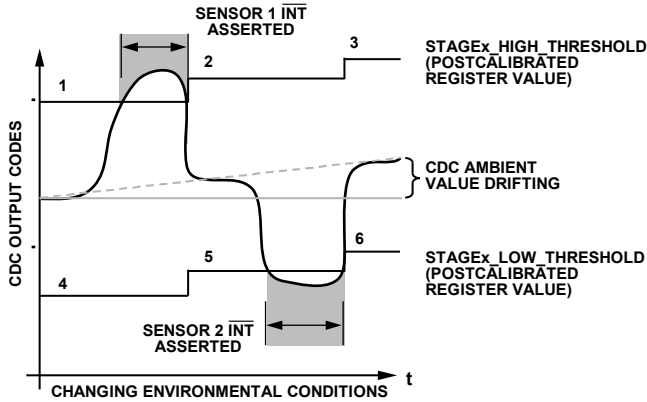 SENSOR 1 INT
ASSERTED
1
2
3
STAGEx_HIGH_THRESHOLD
(POSTCALIBRATED
REGISTER VALUE)
CDC OUTPUT CODES
CDC AMBIENT
VALUE DRIFTING
4
5
6
STAGEx_LOW_THRESHOLD
(POSTCALIBRATED
REGISTER VALUE)
SENSOR 2 INT
ASSERTED
t
CHANGING ENVIRONMENTAL CONDITIONS